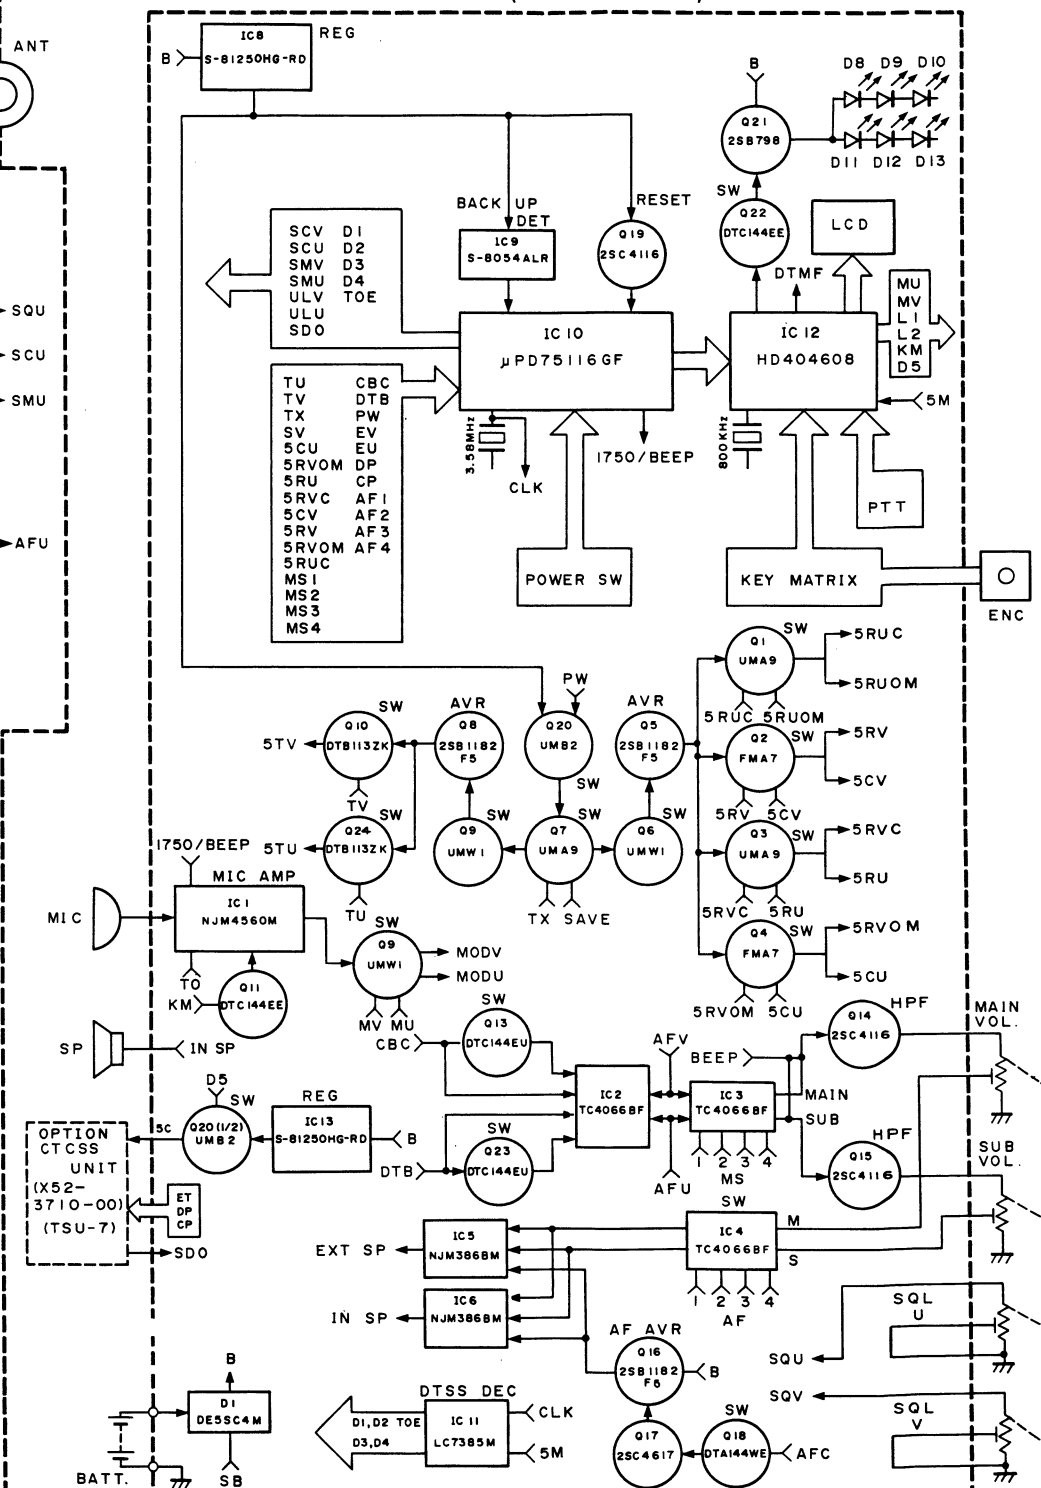 ANT
IC8
S-81250HG-RD
REG
B
B
D8 D9 D10
Q21
2SB798
D11 D12 D13
SW
Q22
DTC144EE
LCD
DTMF
BACK UP
DET
RESET
IC9
S-8054ALR
Q19
2SC4116
SCV D1
SCU D2
SMV D3
SMU D4
ULV TOE
ULU
SDO
IC10
μPD75116GF
IC12
HD404608
MU
MV
L1
L2
KM
D5
5M
SQU
SCU
SMU
AFU
TU CBC
TV DTB
TX PW
SV EV
5CU EU
5RVOM DP
5RU CP
5RVC AF1
5CV AF2
5RV AF3
5RVOM AF4
5RUC
MS1
MS2
MS3
MS4
3.58MHz
CLK
1750/BEEP
800KHz
PTT
POWER SW
KEY MATRIX
ENC
Q1
UMA9
SW
5RUC
5RUOM
5RUC 5RUOM
Q2
FMA7
SW
5RV
5CV
5RV 5CV
Q3
UMA9
SW
5RVC
5RU
5RVC 5RU
Q4
FMA7
SW
5RVOM
5CU
5RVOM 5CU
SW
Q10
DTB113ZK
5TV
TV
AVR
Q8
2SB1182
F5
PW
Q20
UMB2
SW
AVR
Q5
2SB1182
F5
SW
Q24
DTB113ZK
5TU
TU
SW
Q9
UMW1
SW
Q7
UMA9
TX SAVE
SW
Q6
UMW1
1750/BEEP
MIC AMP
IC1
NJM4560M
MIC
TO
KM
Q11
DTC144EE
SW
Q9
UMW1
MODV
MODU
MV MU
SP
IN SP
CBC
SW
Q13
DTC144EU
IC2
TC4066BF
AFV
AFU
BEEP
IC3
TC4066BF
MAIN
SUB
1 2 3 4
MS
Q14
2SC4116
HPF
MAIN
VOL.
HPF
Q15
2SC4116
SUB
VOL.
D5
SW
Q20(1/2)
UMB2
5C
REG
IC13
S-81250HG-RD
B
DTB
SW
Q23
DTC144EU
OPTION
CTCSS
UNIT
(X52-
3710-00)
(TSU-7)
ET
DP
CP
SDO
SW
IC4
TC4066BF
M
S
1 2 3 4
AF
EXT SP
IC5
NJM386BM
IN SP
IC6
NJM386BM
AF AVR
Q16
2SB1182
F6
B
SQU
SQL
U
SQV
SQL
V
B
D1
DE5SC4M
SB
BATT.
DTSS DEC
D1,D2 TOE
D3,D4
IC11
LC7385M
CLK
5M
Q17
2SC4617
SW
Q18
DTA144WE
AFC